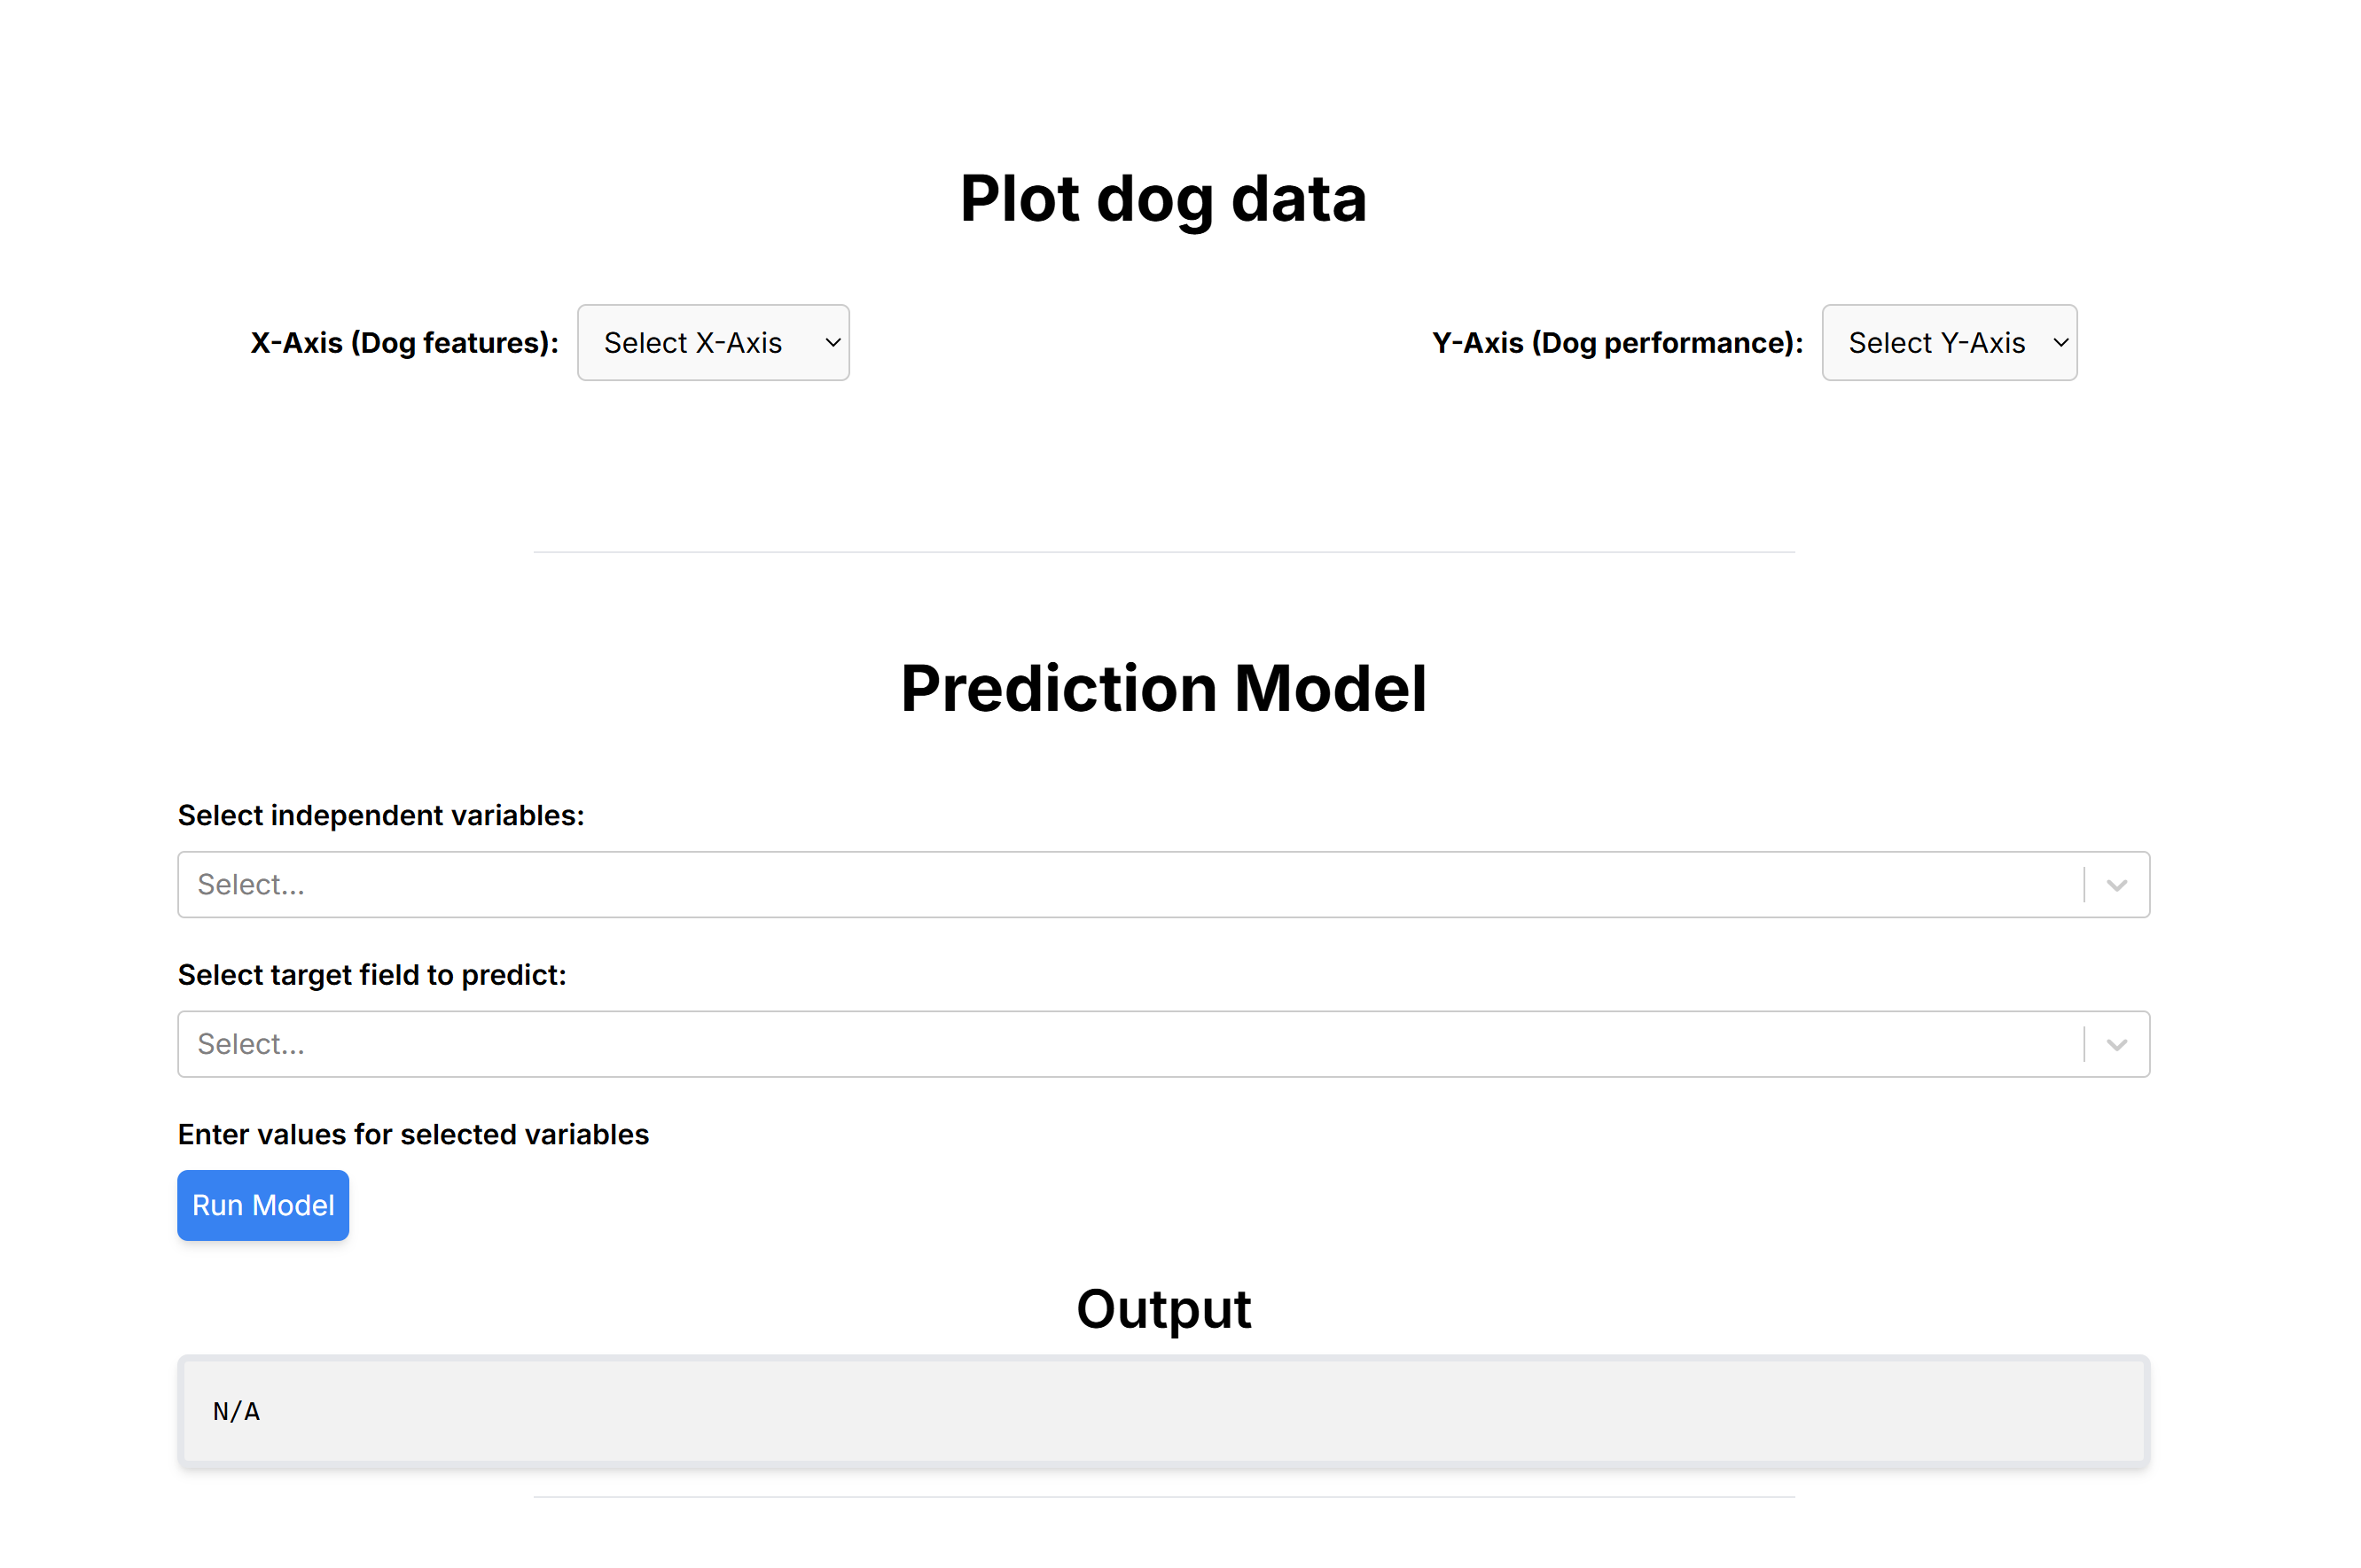 Plot dog data
X-Axis (Dog features): Select X-Axis Y-Axis (Dog performance): Select Y-Axis
Prediction Model
Select independent variables:
Select...
Select target field to predict:
Select...
Enter values for selected variables
Run Model
Output
N/A